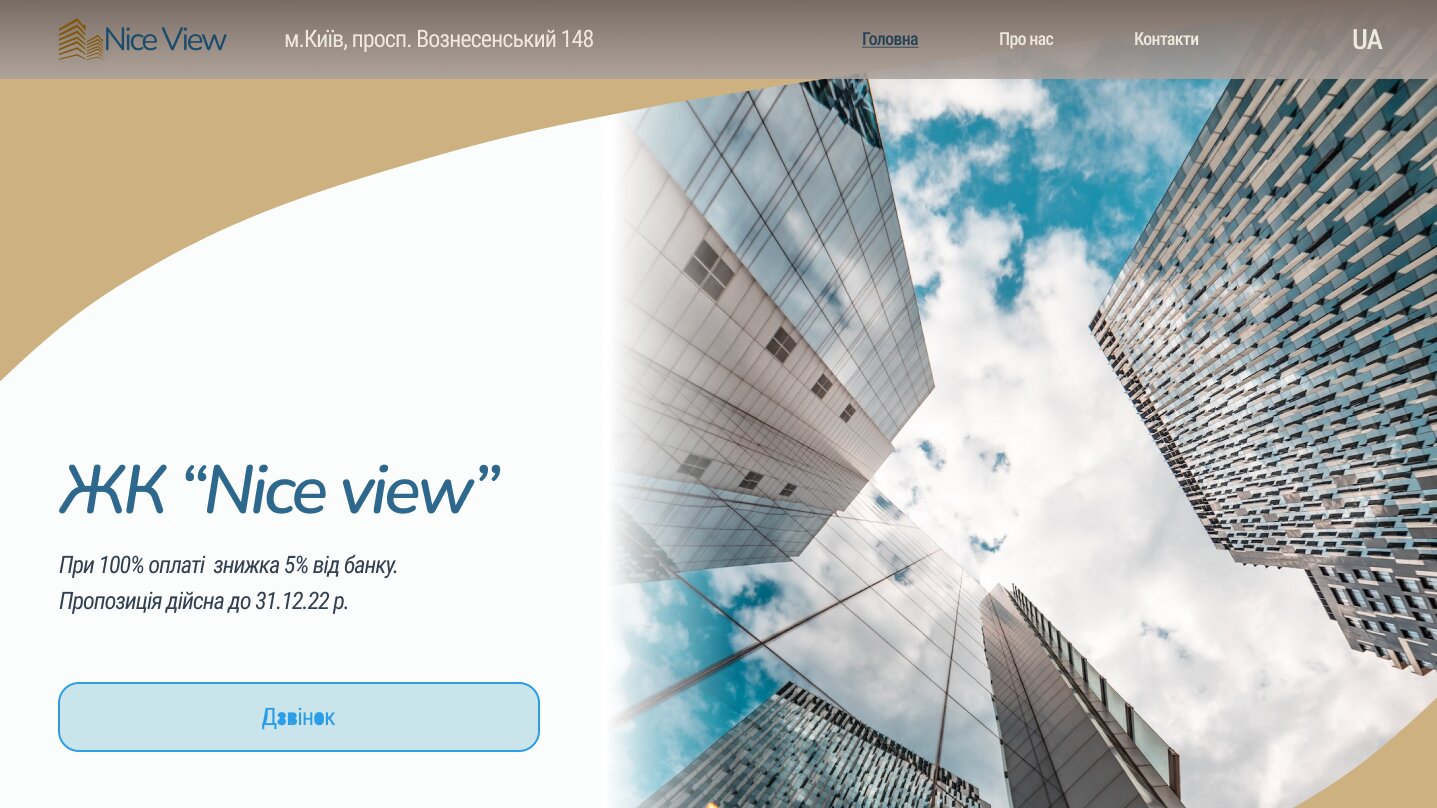 Nice View
м.Київ, просп. Вознесенський 148
Головна
Про нас
Контакти
UA
ЖК “Nice view”
При 100% оплаті  знижка 5% від банку.
Пропозиція дійсна до 31.12.22 р.
Дзвінок